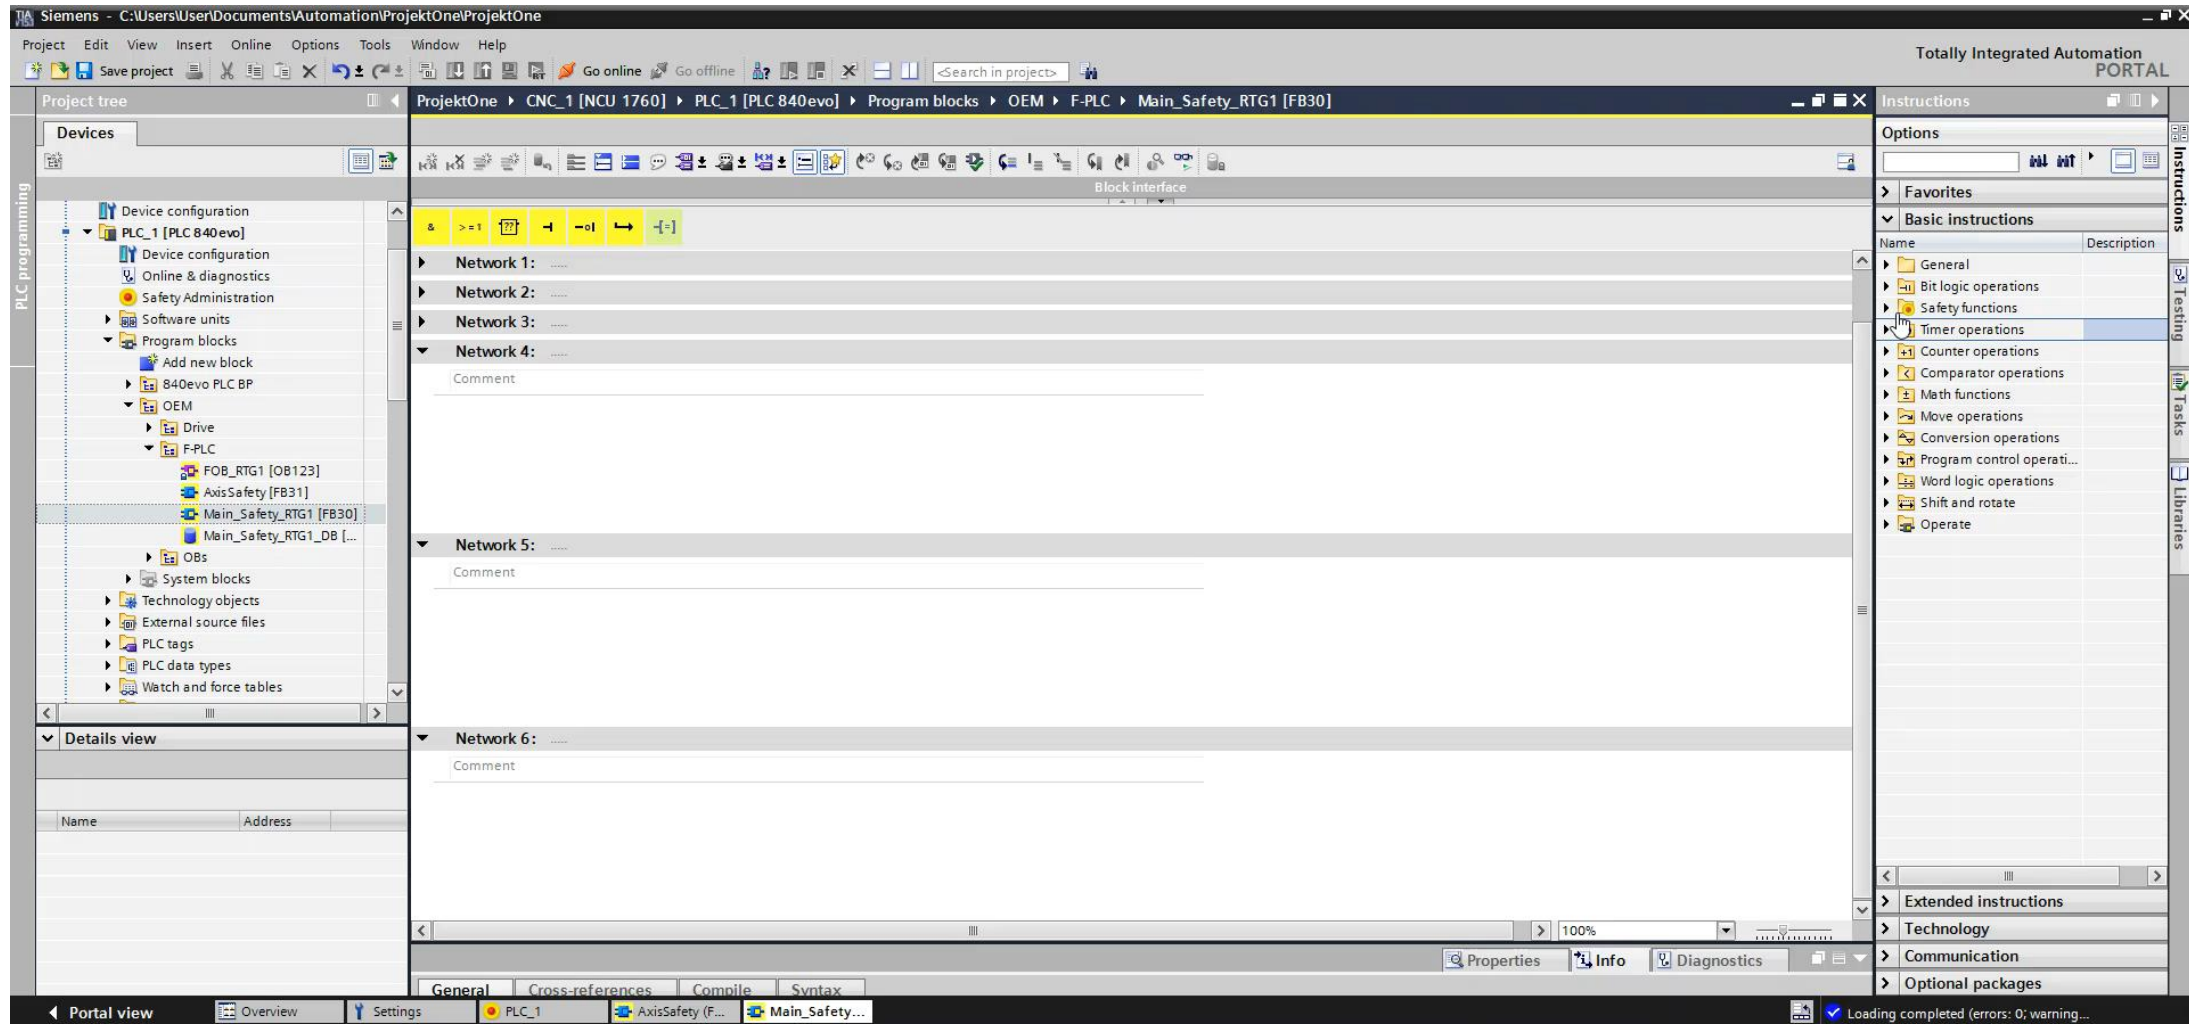 Siemens - C:\Users\User\Documents\Automation\ProjektOne\ProjektOne
Project Edit View Insert Online Options Tools Window Help
Totally Integrated Automation
PORTAL
Save project
Go online
Go offline
<Search in project>
Project tree
ProjektOne CNC_1 [NCU 1760] PLC_1 [PLC 840evo] Program blocks OEM F-PLC Main_Safety_RTG1 [FB30]
Instructions
Devices
Options
PLC programming
Block interface
Device configuration
PLC_1 [PLC 840evo]
Device configuration
Online & diagnostics
Safety Administration
Software units
Program blocks
Add new block
840evo PLC BP
OEM
Drive
F-PLC
FOB_RTG1 [OB123]
AxisSafety [FB31]
Main_Safety_RTG1 [FB30]
Main_Safety_RTG1_DB [...
OBs
System blocks
Technology objects
External source files
PLC tags
PLC data types
Watch and force tables
Details view
Name Address
& >=1 ??
Network 1: .....
Network 2: .....
Network 3: .....
Network 4: .....
Comment
Network 5: .....
Comment
Network 6: .....
Comment
100%
Properties Info Diagnostics
General Cross-references Compile Syntax
Favorites
Basic instructions
Name Description
General
Bit logic operations
Safety functions
Timer operations
Counter operations
Comparator operations
Math functions
Move operations
Conversion operations
Program control operati...
Word logic operations
Shift and rotate
Operate
Extended instructions
Technology
Communication
Optional packages
Instructions
Testing
Tasks
Libraries
Portal view Overview Settings PLC_1 AxisSafety (F... Main_Safety...
Loading completed (errors: 0; warning...